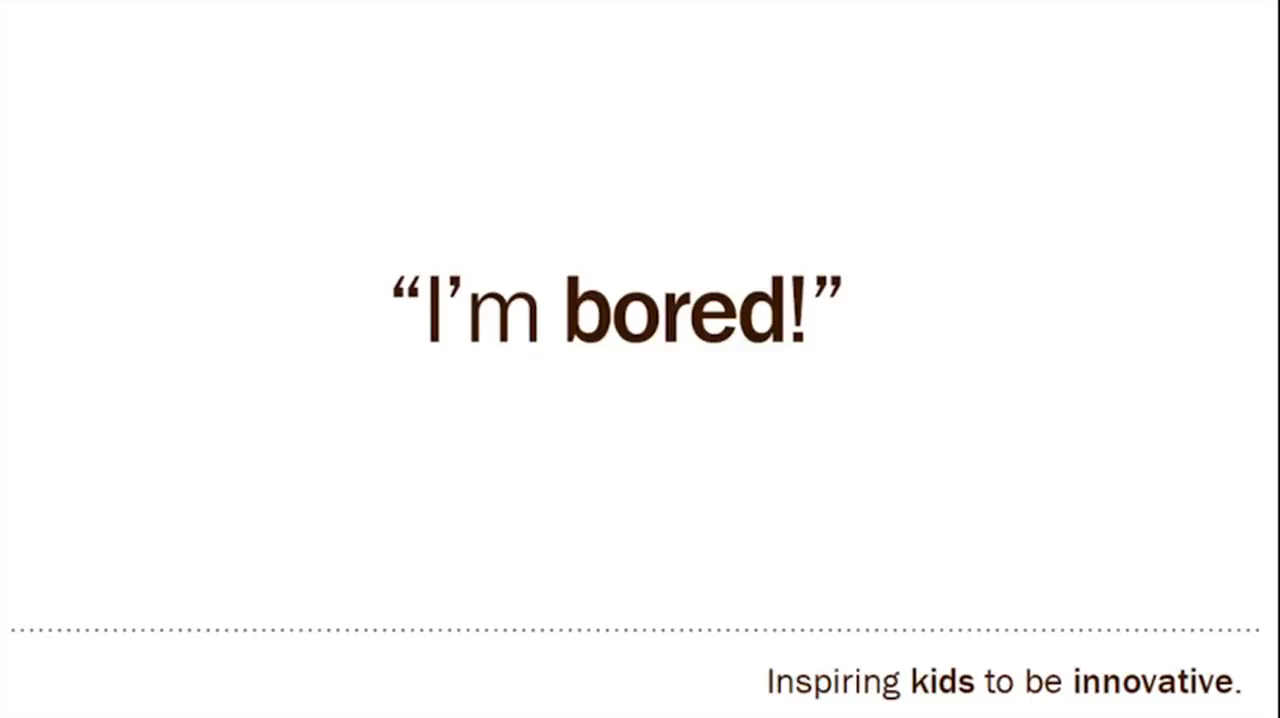 “I’m bored!”
Inspiring kids to be innovative.